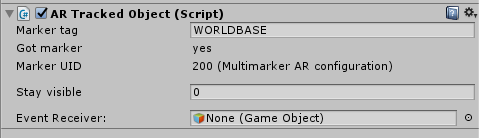 AR Tracked Object (Script)
Marker tag WORLDBASE
Got marker yes
Marker UID 200 (Multimarker AR configuration)
Stay visible 0
Event Receiver: None (Game Object)